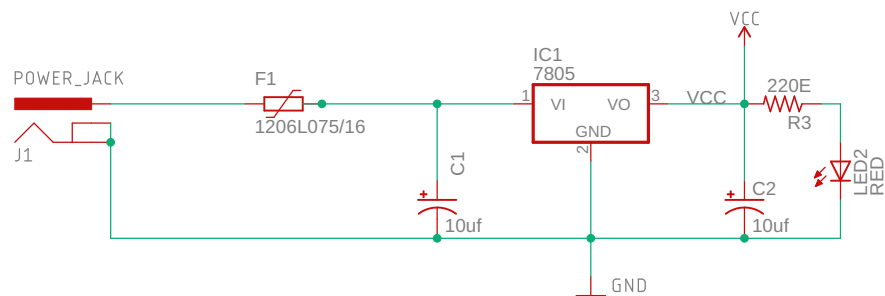 VCC
IC1
7805
POWER_JACK
F1
220E
1
VI
VO
3
VCC
1206L075/16
R3
GND
2
J1
C1
LED2
RED
C2
10uf
10uf
GND